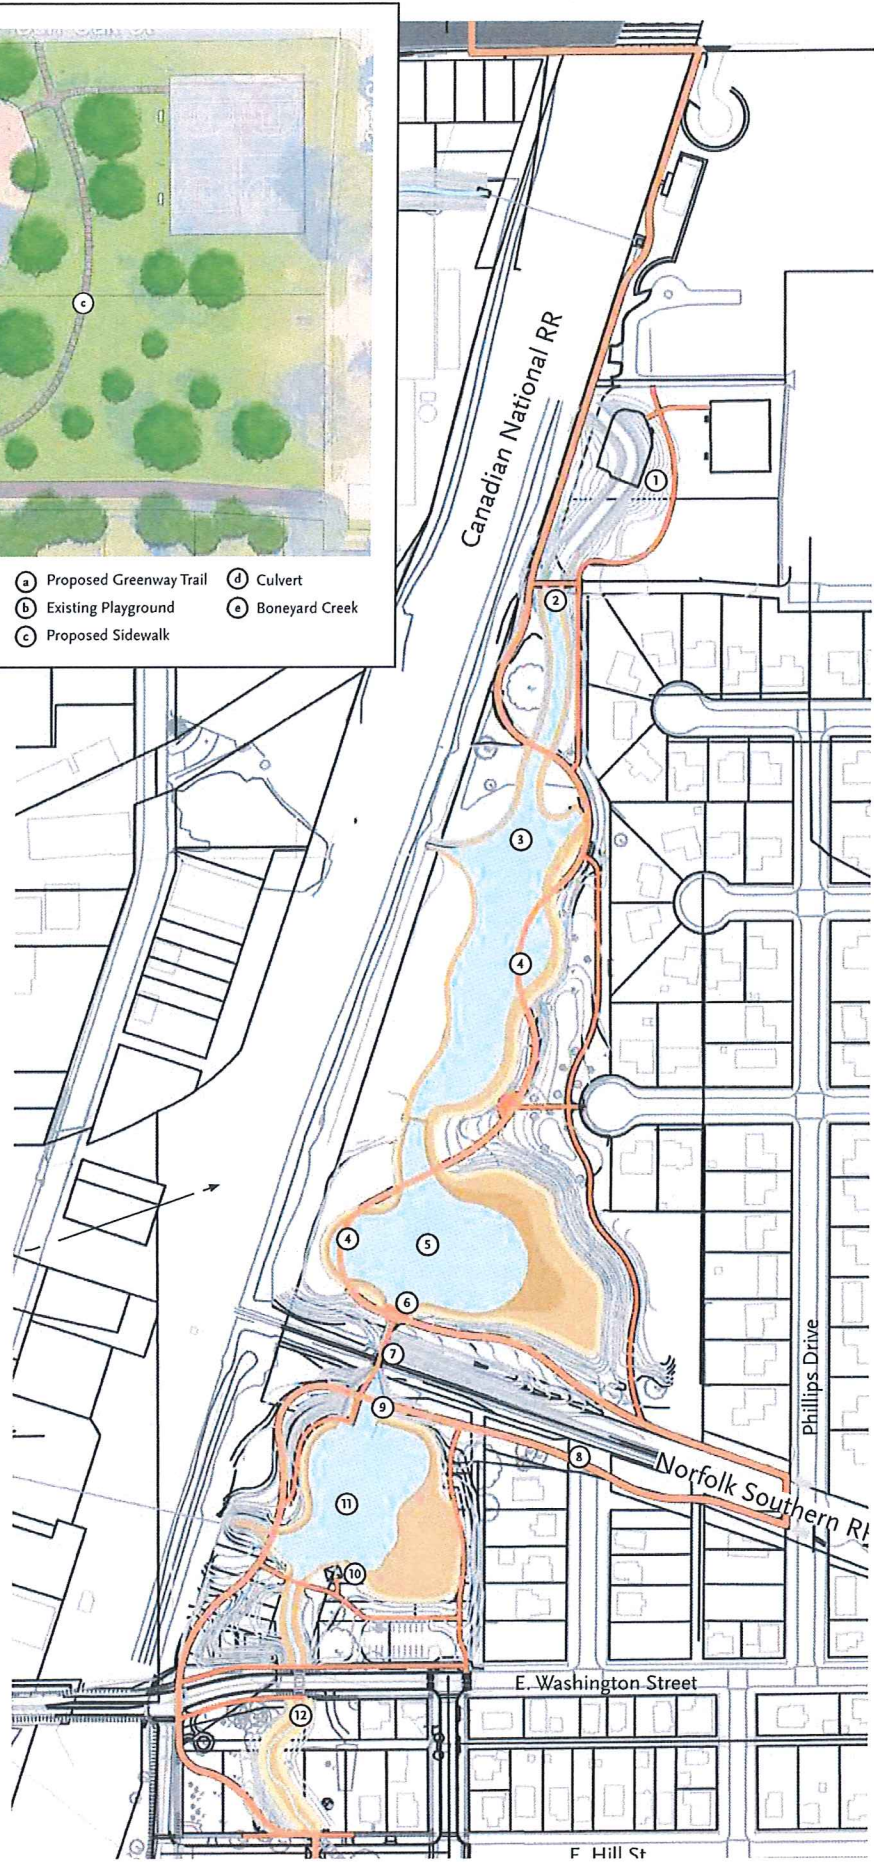 c
a Proposed Greenway Trail
b Existing Playground
c Proposed Sidewalk
d Culvert
e Boneyard Creek
Canadian National RR
1
2
3
4
4
5
6
7
9
8
Norfolk Southern RR
Phillips Drive
11
10
E. Washington Street
12
E. Hill St